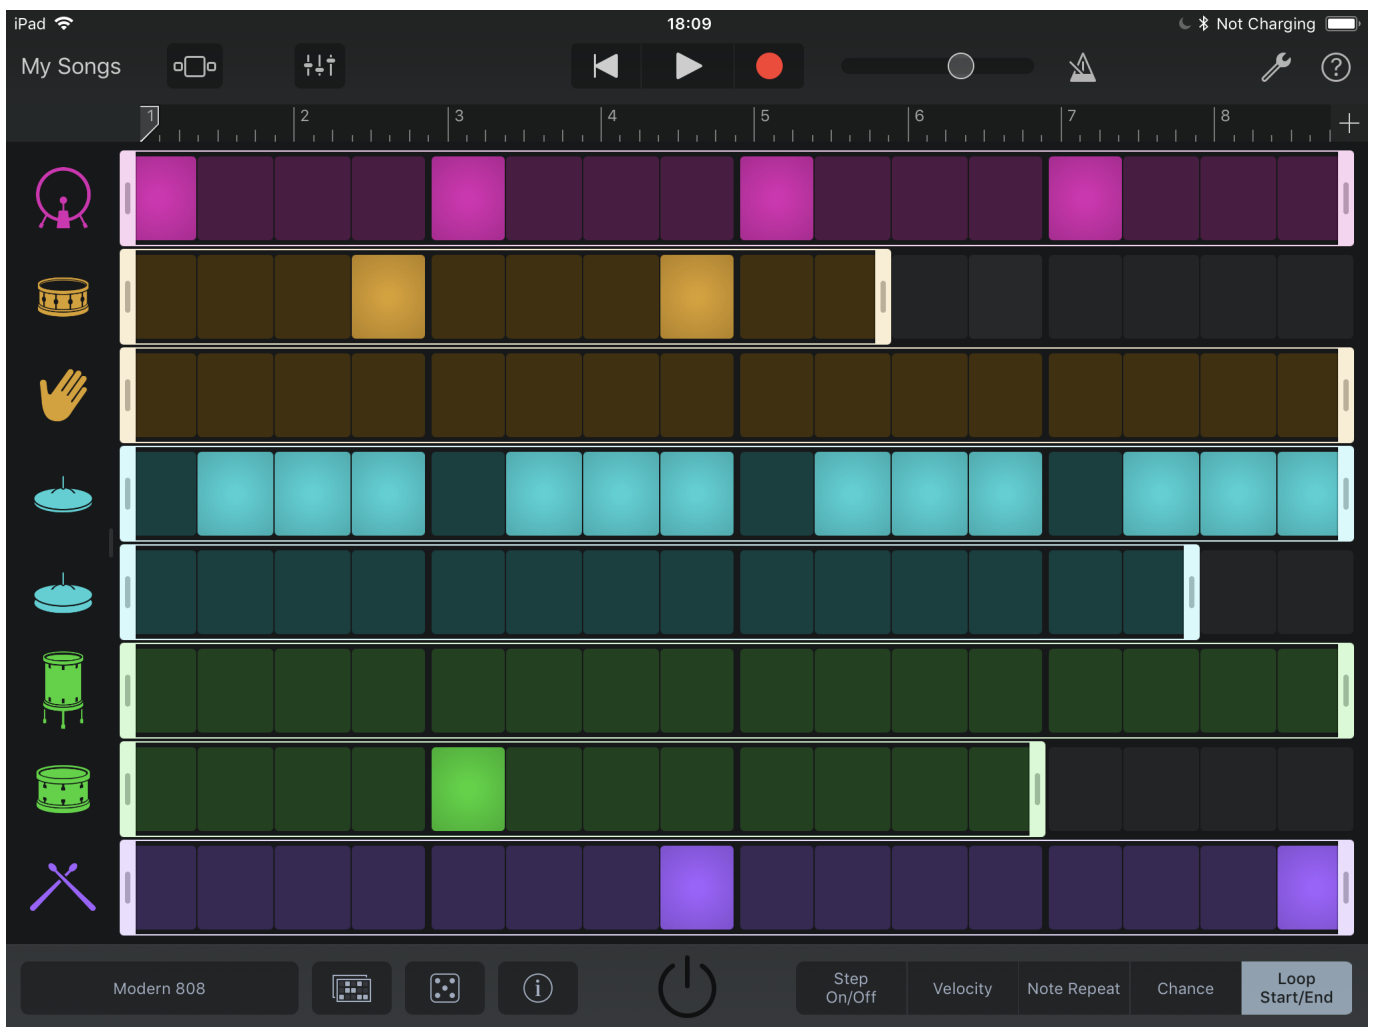 iPad 18:09 Not Charging
My Songs
1 2 3 4 5 6 7 8
Modern 808
Step
On/Off
Velocity
Note Repeat
Chance
Loop
Start/End